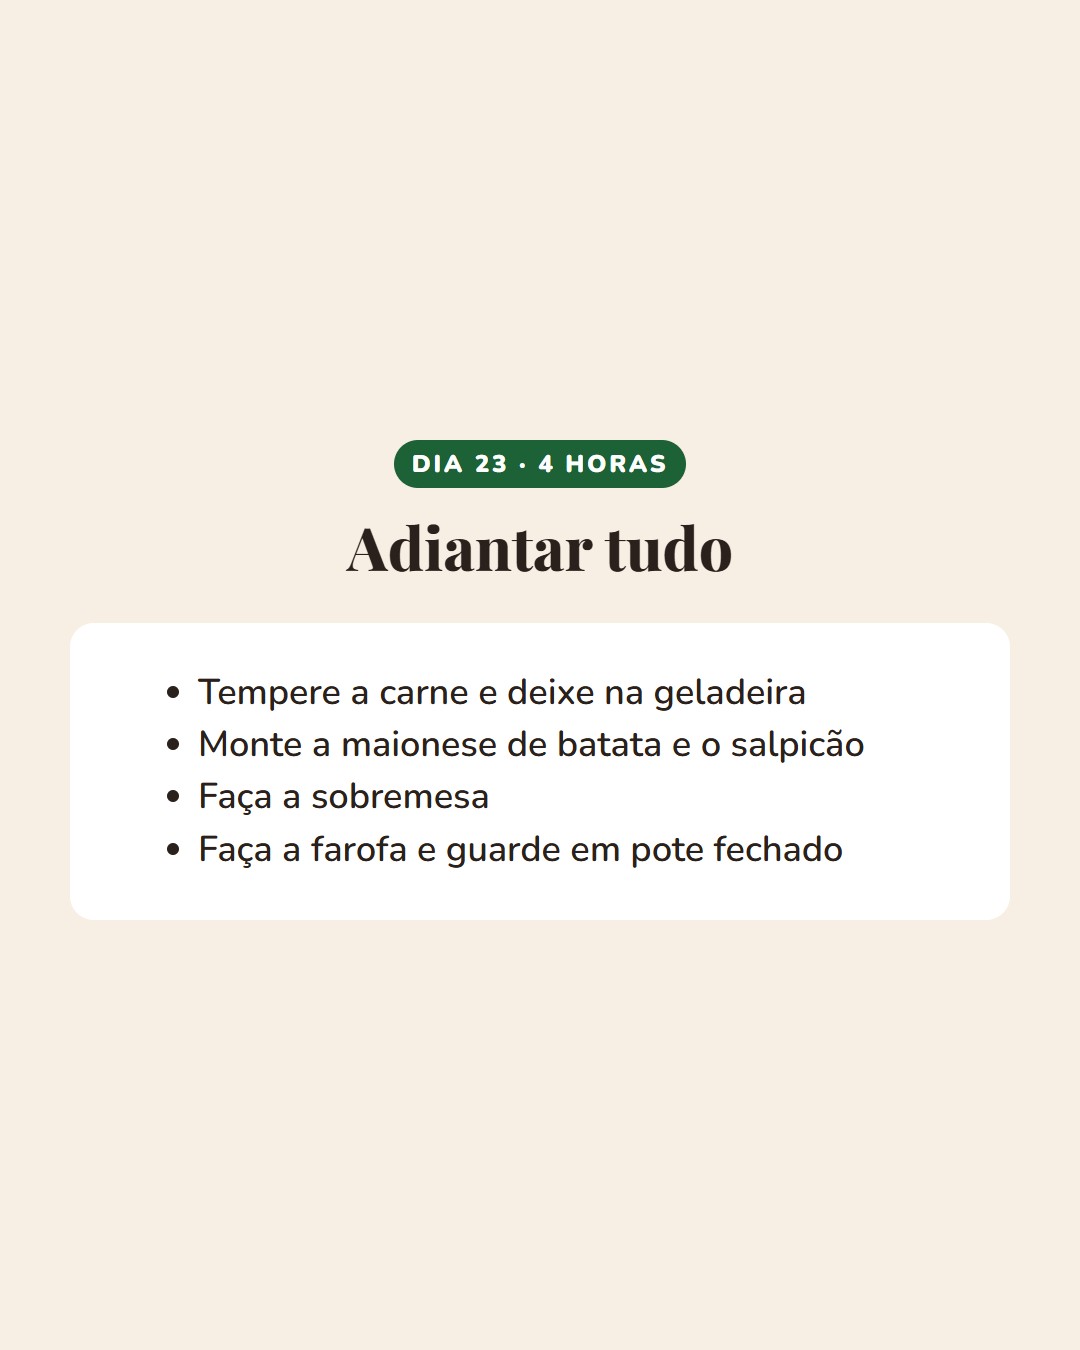 DIA 23 · 4 HORAS
Adiantar tudo
• Tempere a carne e deixe na geladeira
• Monte a maionese de batata e o salpicão
• Faça a sobremesa
• Faça a farofa e guarde em pote fechado